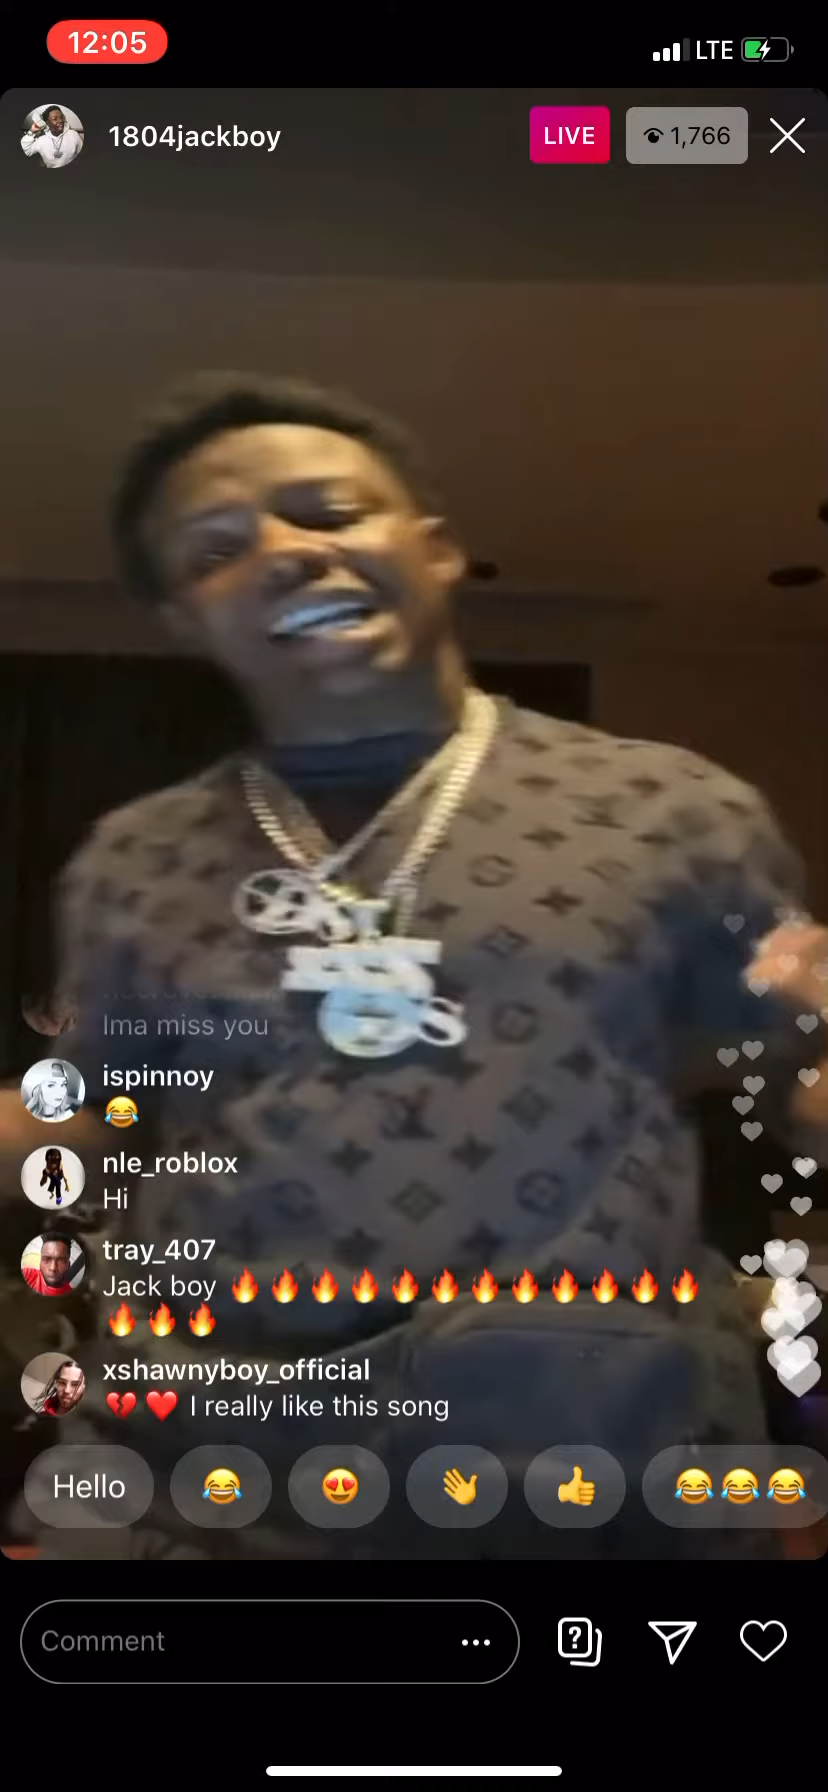 12:05
LTE
1804jackboy
LIVE
1,766
Ima miss you
ispinnoy
😂
nle_roblox
Hi
tray_407
Jack boy 🔥🔥🔥🔥🔥🔥🔥🔥🔥🔥🔥🔥
🔥🔥🔥
xshawnyboy_official
💔❤️ I really like this song
Hello 😂 😍 👋 👍 😂😂😂
Comment